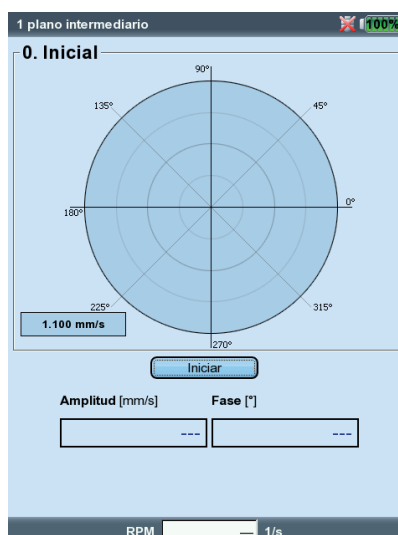 1 plano intermediario 100%
0. Inicial
90°
135° 45°
180° 0°
225° 315°
1.100 mm/s
270°
Iniciar
Amplitud [mm/s] Fase [°]
--- ---
RPM — 1/s